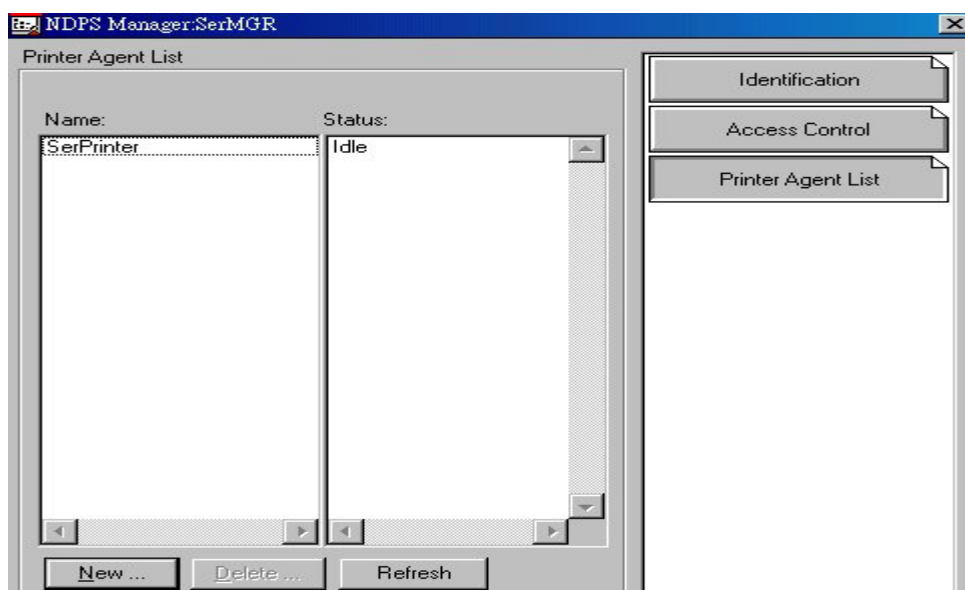 NDPS Manager:SerMGR
Printer Agent List
Name:
Status:
SerPrinter
Idle
New ...
Delete ...
Refresh
Identification
Access Control
Printer Agent List